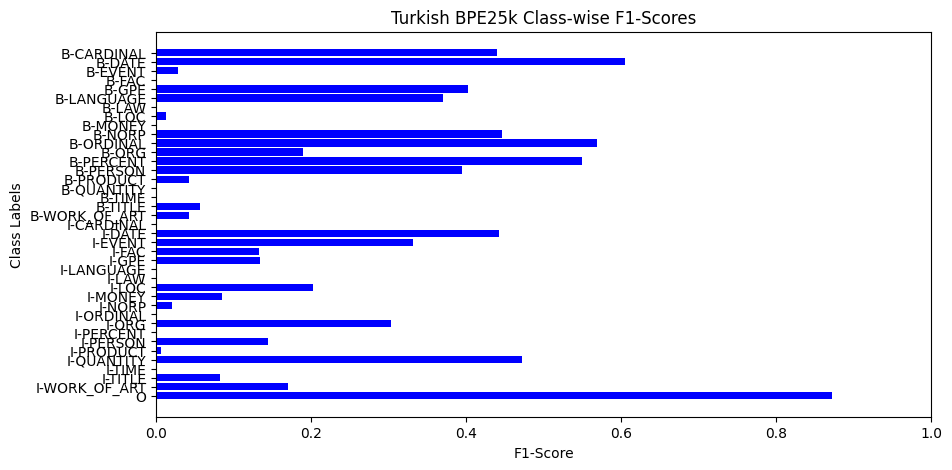 Turkish BPE25k Class-wise F1-Scores
B-CARDINAL
B-DATE
B-EVENT
B-FAC
B-GPE
B-LANGUAGE
B-LAW
B-LOC
B-MONEY
B-NORP
B-ORDINAL
B-ORG
B-PERCENT
B-PERSON
B-PRODUCT
B-QUANTITY
B-TIME
B-TITLE
B-WORK_OF_ART
I-CARDINAL
I-DATE
I-EVENT
I-FAC
I-GPE
I-LANGUAGE
I-LAW
I-LOC
I-MONEY
I-NORP
I-ORDINAL
I-ORG
I-PERCENT
I-PERSON
I-PRODUCT
I-QUANTITY
I-TIME
I-TITLE
I-WORK_OF_ART
O
Class Labels
0.0 0.2 0.4 0.6 0.8 1.0
F1-Score